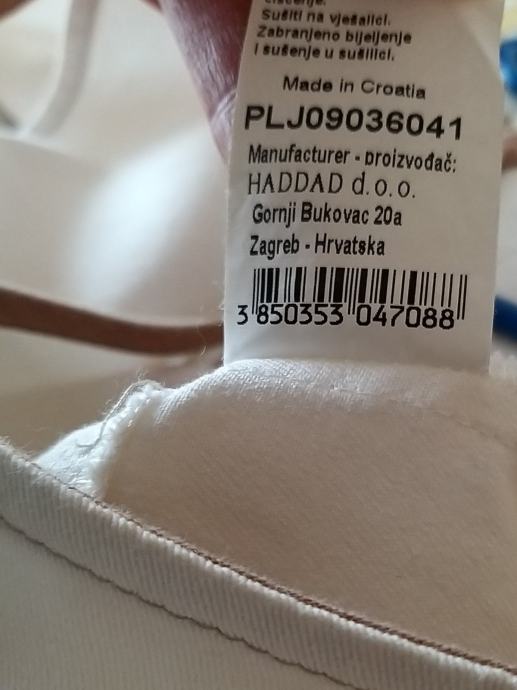 čišćenje.
Sušiti na vješalici.
Zabranjeno bijeljenje
i sušenje u sušilici.
Made in Croatia
PLJ09036041
Manufacturer - proizvođač:
HADDAD d.o.o.
Gornji Bukovac 20a
Zagreb - Hrvatska
3 850353 047088